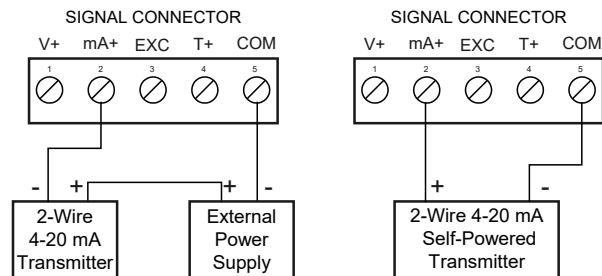 SIGNAL CONNECTOR
V+ mA+ EXC T+ COM
1 2 3 4 5
- + + -
2-Wire
4-20 mA
Transmitter
External
Power
Supply
SIGNAL CONNECTOR
V+ mA+ EXC T+ COM
1 2 3 4 5
+ -
2-Wire 4-20 mA
Self-Powered
Transmitter